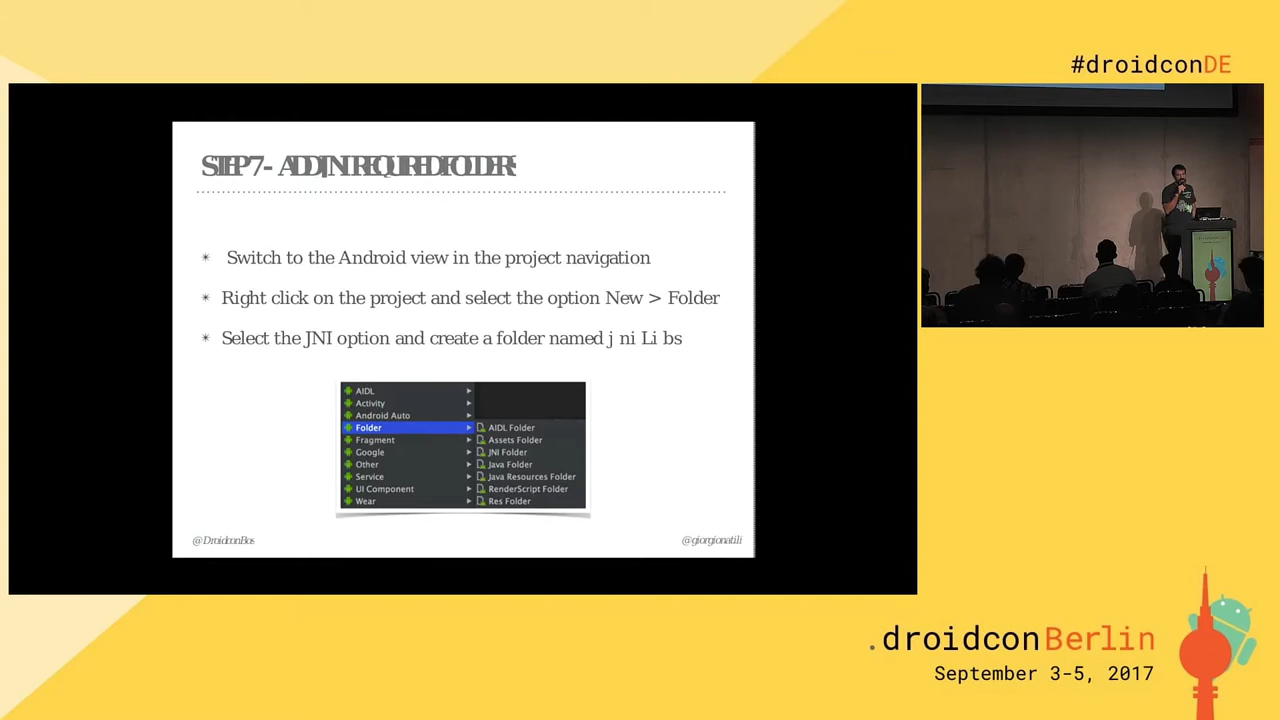 #droidconDE
STEP 7 - ADD JNI REQUIRED FOLDERS
✴ Switch to the Android view in the project navigation
✴ Right click on the project and select the option New > Folder
✴ Select the JNI option and create a folder named j ni Li bs
AIDL
Activity
Android Auto
Folder
Fragment
Google
Other
Service
UI Component
Wear
AIDL Folder
Assets Folder
JNI Folder
Java Folder
Java Resources Folder
RenderScript Folder
Res Folder
@DroidconBos
@giorgionatili
.droidconBerlin
September 3-5, 2017